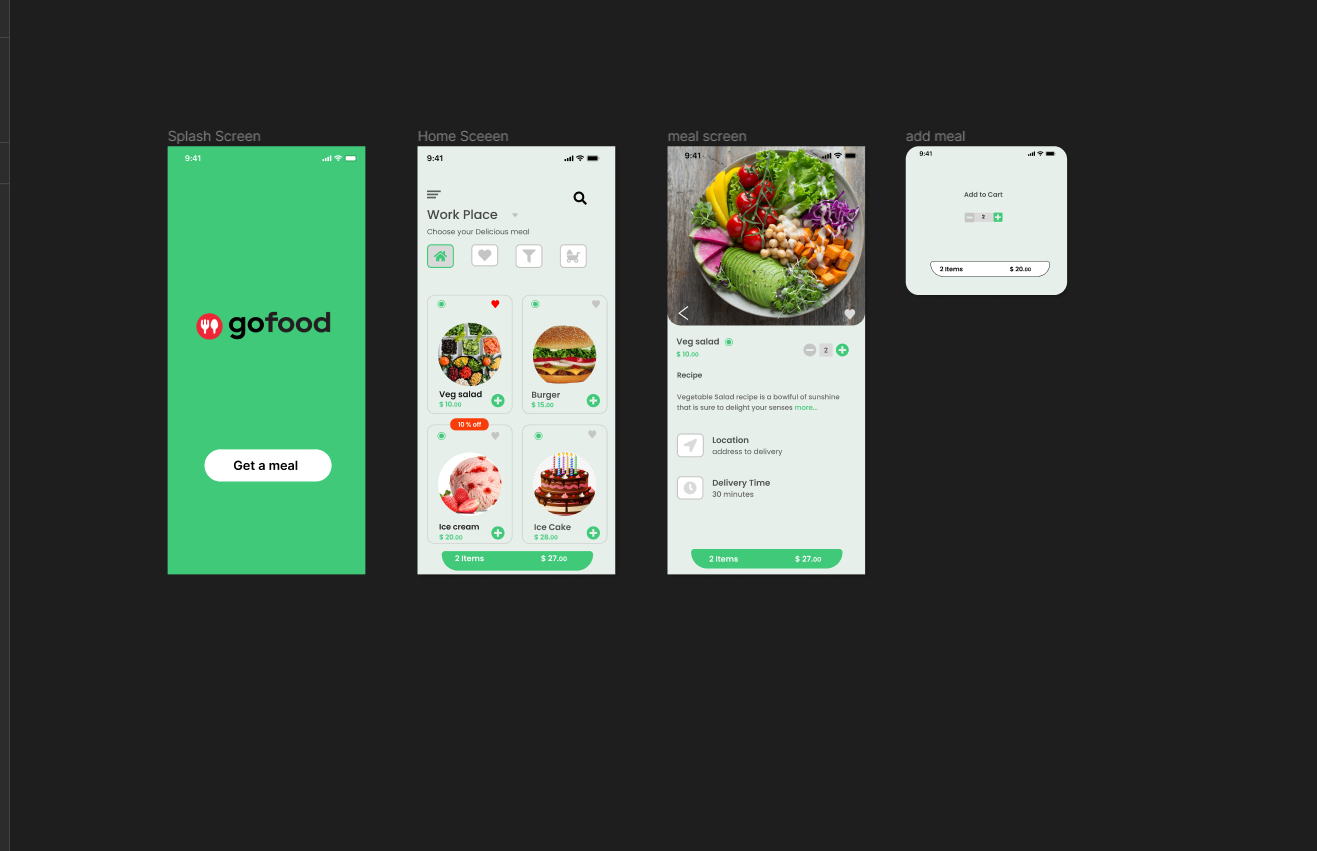 Splash Screen
9:41
gofood
Get a meal
Home Sceeen
9:41
Work Place
Choose your Delicious meal
Veg salad
$ 10.00
Burger
$ 15.00
10 % off
Ice cream
$ 20.00
Ice Cake
$ 28.00
2 Items $ 27.00
meal screen
9:41
Veg salad
$ 10.00
2
Recipe
Vegetable Salad recipe is a bowlful of sunshine
that is sure to delight your senses more...
Location
address to delivery
Delivery Time
30 minutes
2 Items $ 27.00
add meal
9:41
Add to Cart
2
2 Items $ 20.00